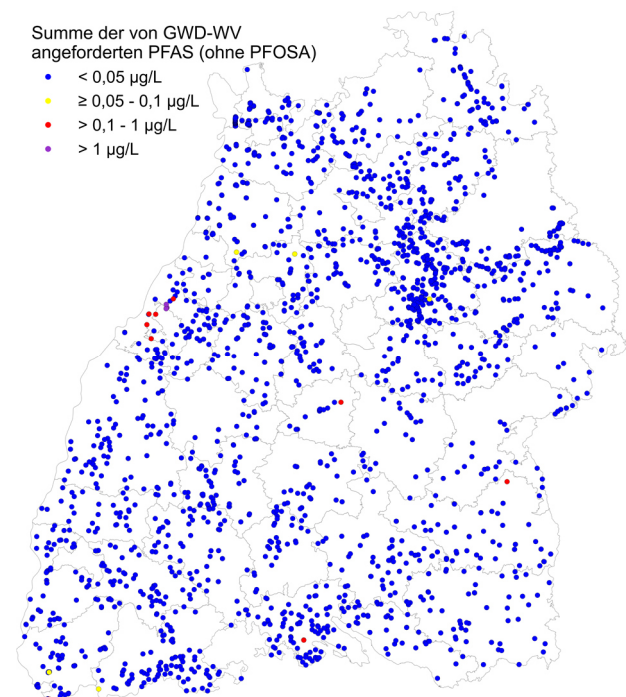 Summe der von GWD-WV
angeforderten PFAS (ohne PFOSA)
< 0,05 µg/L
≥ 0,05 - 0,1 µg/L
> 0,1 - 1 µg/L
> 1 µg/L